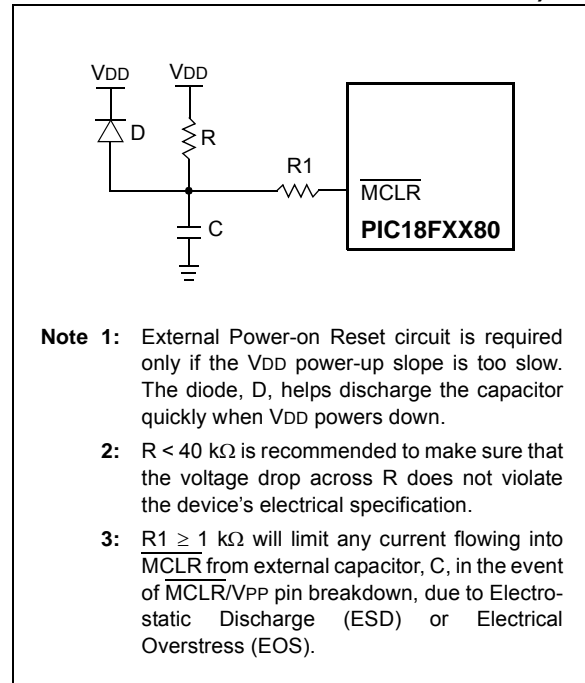 VDD VDD
D
R
R1
MCLR
PIC18FXX80
C
Note 1: External Power-on Reset circuit is required
only if the VDD power-up slope is too slow.
The diode, D, helps discharge the capacitor
quickly when VDD powers down.
2: R < 40 kΩ is recommended to make sure that
the voltage drop across R does not violate
the device's electrical specification.
3: R1 ≥ 1 kΩ will limit any current flowing into
MCLR from external capacitor, C, in the event
of MCLR/VPP pin breakdown, due to Electro-
static Discharge (ESD) or Electrical
Overstress (EOS).